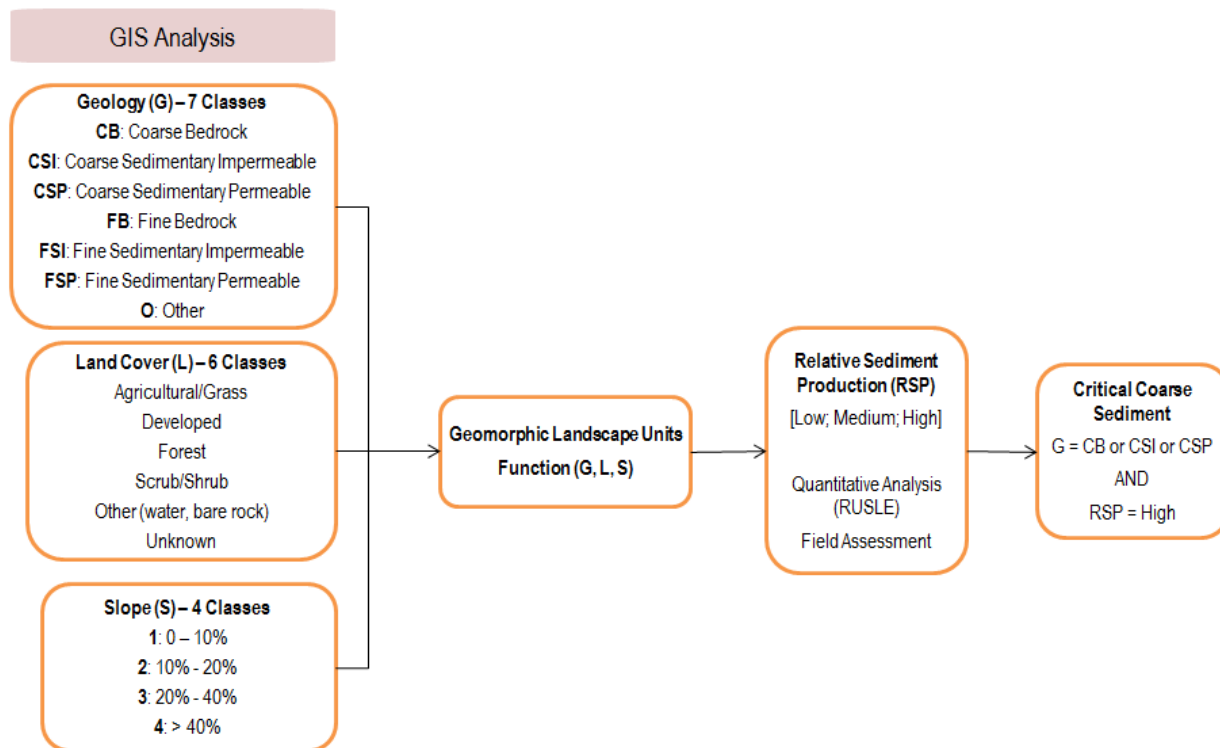 GIS Analysis
Geology (G) – 7 Classes
CB: Coarse Bedrock
CSI: Coarse Sedimentary Impermeable
CSP: Coarse Sedimentary Permeable
FB: Fine Bedrock
FSI: Fine Sedimentary Impermeable
FSP: Fine Sedimentary Permeable
O: Other
Land Cover (L) – 6 Classes
Agricultural/Grass
Developed
Forest
Scrub/Shrub
Other (water, bare rock)
Unknown
Slope (S) – 4 Classes
1: 0 – 10%
2: 10% - 20%
3: 20% - 40%
4: > 40%
Geomorphic Landscape Units
Function (G, L, S)
Relative Sediment
Production (RSP)
[Low; Medium; High]
Quantitative Analysis
(RUSLE)
Field Assessment
Critical Coarse
Sediment
G = CB or CSI or CSP
AND
RSP = High